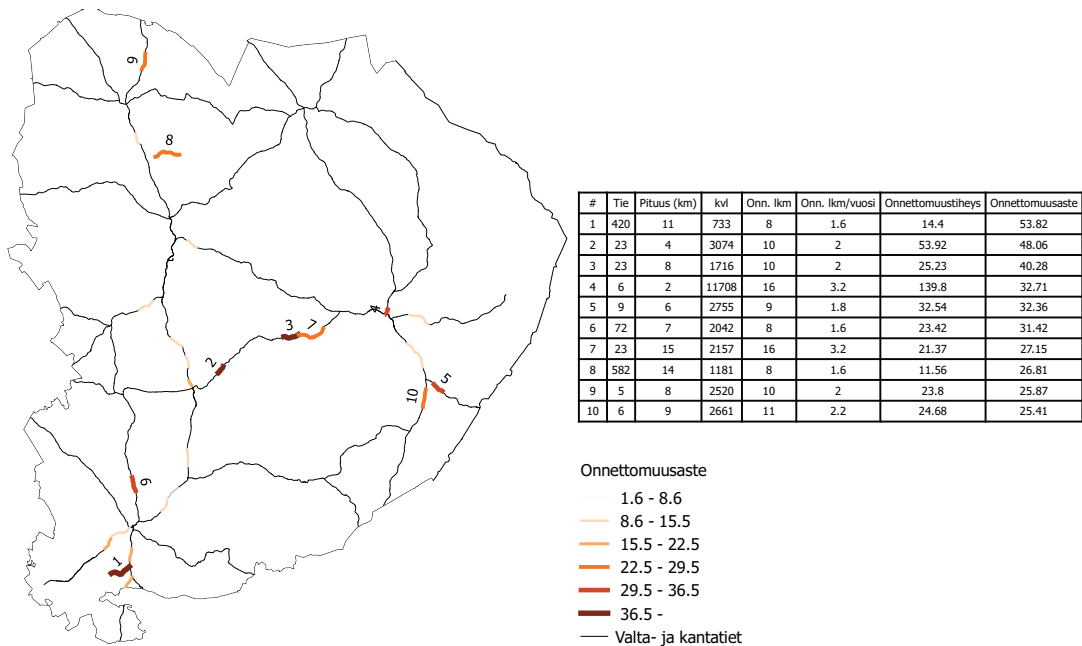 9
8
4
3
7
2
5
10
6
1
# Tie Pituus (km) kvl Onn. lkm Onn. lkm/vuosi Onnettomuustiheys Onnettomuusaste
1 420 11 733 8 1.6 14.4 53.82
2 23 4 3074 10 2 53.92 48.06
3 23 8 1716 10 2 25.23 40.28
4 6 2 11708 16 3.2 139.8 32.71
5 9 6 2755 9 1.8 32.54 32.36
6 72 7 2042 8 1.6 23.42 31.42
7 23 15 2157 16 3.2 21.37 27.15
8 582 14 1181 8 1.6 11.56 26.81
9 5 8 2520 10 2 23.8 25.87
10 6 9 2661 11 2.2 24.68 25.41
Onnettomuusaste
1.6 - 8.6
8.6 - 15.5
15.5 - 22.5
22.5 - 29.5
29.5 - 36.5
36.5 -
Valta- ja kantatiet